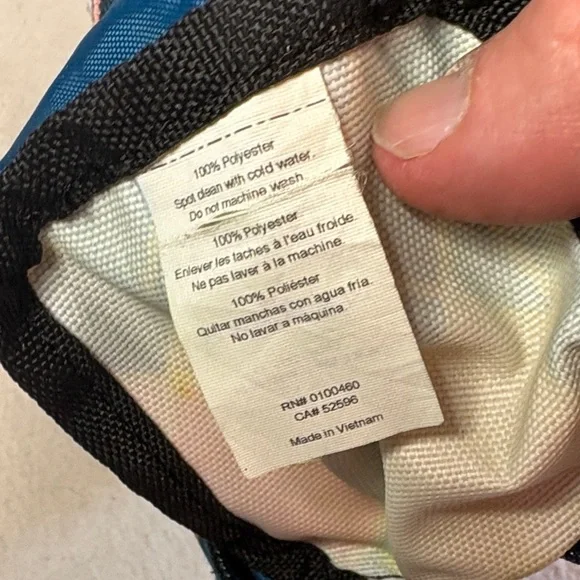 100% Polyester
Spot clean with cold water.
Do not machine wash.
100% Polyester
Enlever les taches à l'eau froide.
Ne pas laver à la machine.
100% Poliéster
Quitar manchas con agua fria.
No lavar a màquina.
RN# 0100460
CA# 52596
Made in Vietnam